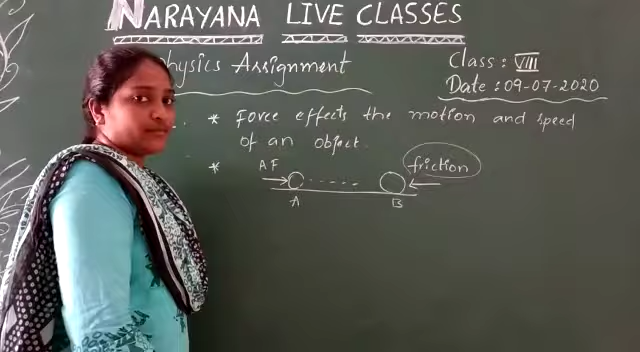 NARAYANA LIVE CLASSES
Physics Assignment
Class : VIII
Date : 09-07-2020
* Force effects the motion and speed
of an object.
* AF friction
A B